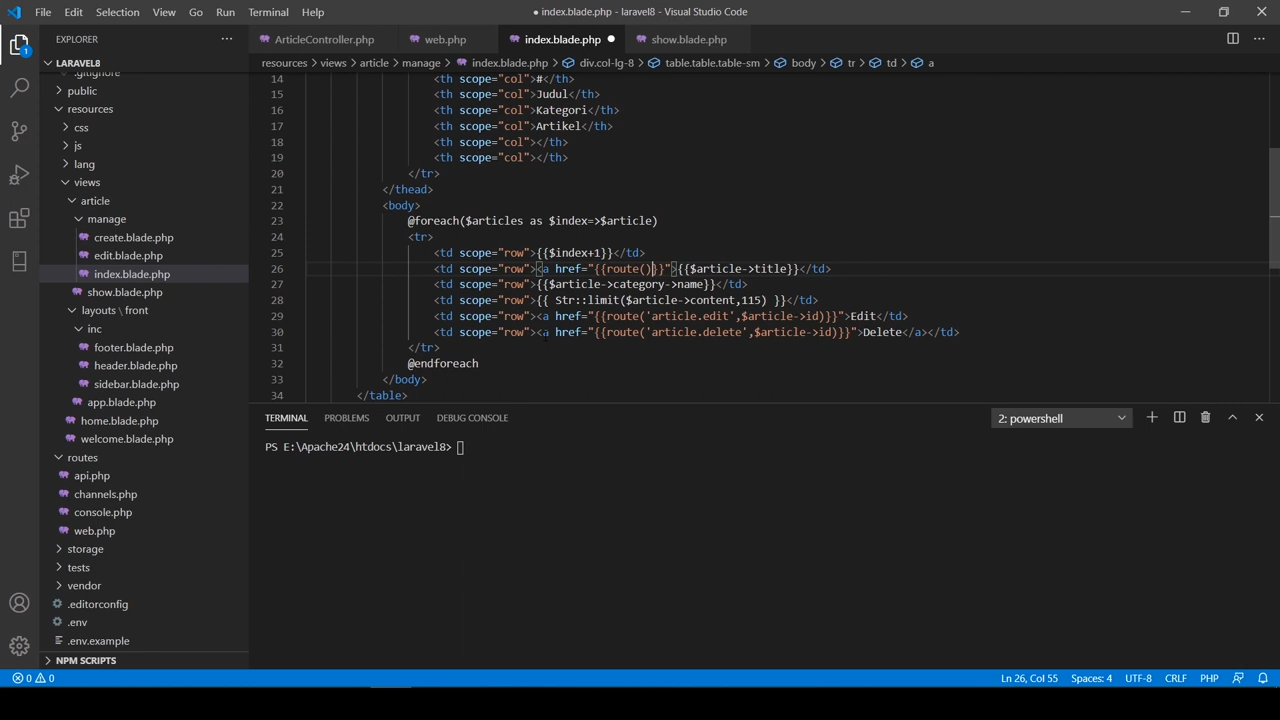 File Edit Selection View Go Run Terminal Help
● index.blade.php - laravel8 - Visual Studio Code
EXPLORER
ArticleController.php web.php index.blade.php ● show.blade.php
LARAVEL8
resources > views > article > manage > index.blade.php > div.col-lg-8 > table.table.table-sm > body > tr > td > a
.gitignore
public
resources
css
js
lang
views
article
manage
create.blade.php
edit.blade.php
index.blade.php
show.blade.php
layouts \ front
inc
footer.blade.php
header.blade.php
sidebar.blade.php
app.blade.php
home.blade.php
welcome.blade.php
routes
api.php
channels.php
console.php
web.php
storage
tests
vendor
.editorconfig
.env
.env.example
NPM SCRIPTS
1
14 <th scope="col">#</th>
15 <th scope="col">Judul</th>
16 <th scope="col">Kategori</th>
17 <th scope="col">Artikel</th>
18 <th scope="col"></th>
19 <th scope="col"></th>
20 </tr>
21 </thead>
22 <body>
23 @foreach($articles as $index=>$article)
24 <tr>
25 <td scope="row">{{$index+1}}</td>
26 <td scope="row"><a href="{{route()}}">{{$article->title}}</td>
27 <td scope="row">{{$article->category->name}}</td>
28 <td scope="row">{{ Str::limit($article->content,115) }}</td>
29 <td scope="row"><a href="{{route('article.edit',$article->id)}}">Edit</td>
30 <td scope="row"><a href="{{route('article.delete',$article->id)}}">Delete</a></td>
31 </tr>
32 @endforeach
33 </body>
34 </table>
TERMINAL PROBLEMS OUTPUT DEBUG CONSOLE
2: powershell
PS E:\Apache24\htdocs\laravel8>
0 0
Ln 26, Col 55 Spaces: 4 UTF-8 CRLF PHP